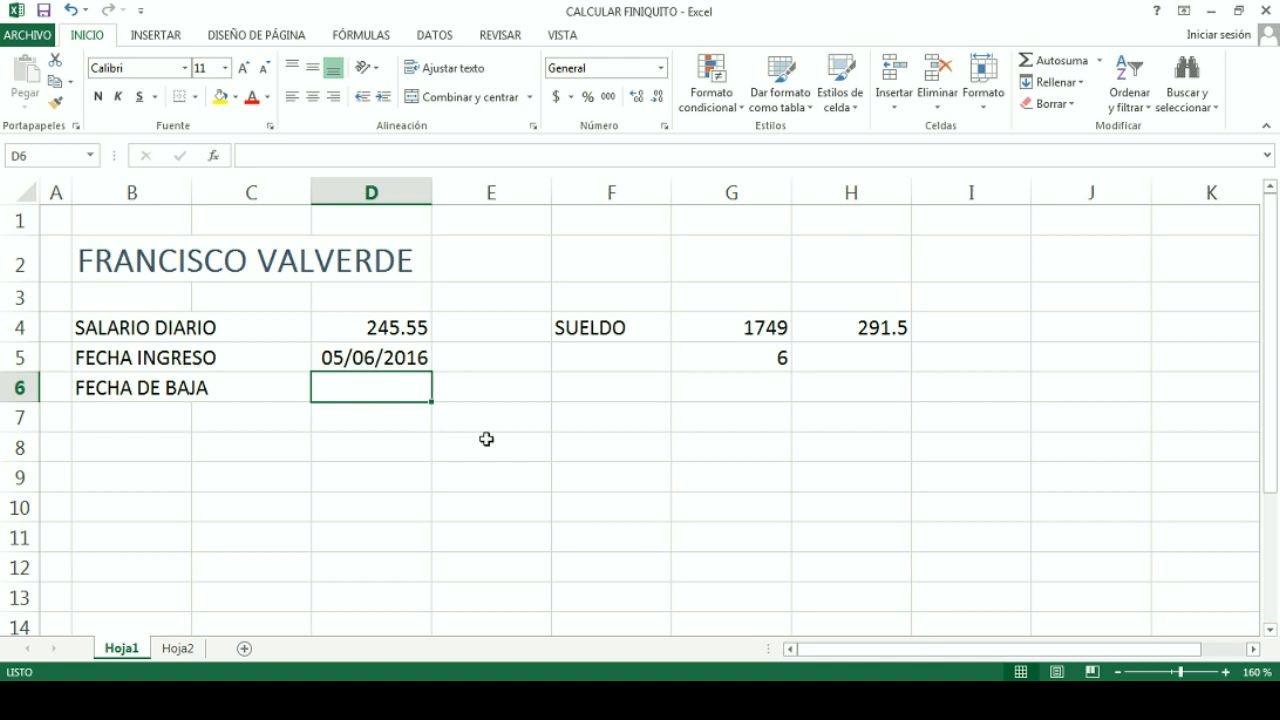 CALCULAR FINIQUITO - Excel
?
ARCHIVO INICIO INSERTAR DISEÑO DE PÁGINA FÓRMULAS DATOS REVISAR VISTA Iniciar sesión
Pegar
Calibri 11
N K S A A A
Ajustar texto
Combinar y centrar
General
$ % 000
Formato condicional
Dar formato como tabla
Estilos de celda
Insertar Eliminar Formato
Autosuma
Rellenar
Borrar
Ordenar y filtrar
Buscar y seleccionar
Portapapeles Fuente Alineación Número Estilos Celdas Modificar
D6 fx
A B C D E F G H I J K
1
2 FRANCISCO VALVERDE
3
4 SALARIO DIARIO 245.55 SUELDO 1749 291.5
5 FECHA INGRESO 05/06/2016 6
6 FECHA DE BAJA
7
8
9
10
11
12
13
14
Hoja1 Hoja2
LISTO 160 %